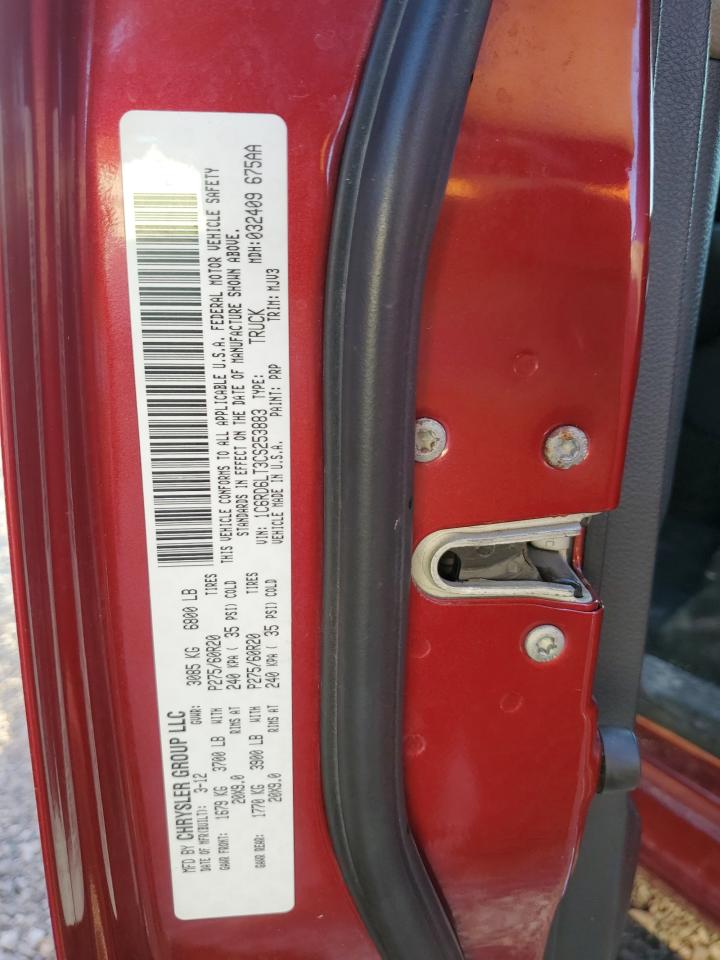 MFD BY CHRYSLER GROUP LLC
DATE OF MFR(BUILT): 3-12 GVWR: 3085 KG 6800 LB
GAWR FRONT: 1679 KG 3700 LB WITH P275/60R20 TIRES
20X9.0 RIMS AT 240 KPA ( 35 PSI) COLD
GAWR REAR: 1770 KG 3900 LB WITH P275/60R20 TIRES
20X9.0 RIMS AT 240 KPA ( 35 PSI) COLD
THIS VEHICLE CONFORMS TO ALL APPLICABLE U.S.A. FEDERAL MOTOR VEHICLE SAFETY
STANDARDS IN EFFECT ON THE DATE OF MANUFACTURE SHOWN ABOVE.
VIN: 1C6RD6LT3CS253883 TYPE: TRUCK MDH:032409 675AA
VEHICLE MADE IN U.S.A. PAINT: PRP TRIM: MJV3